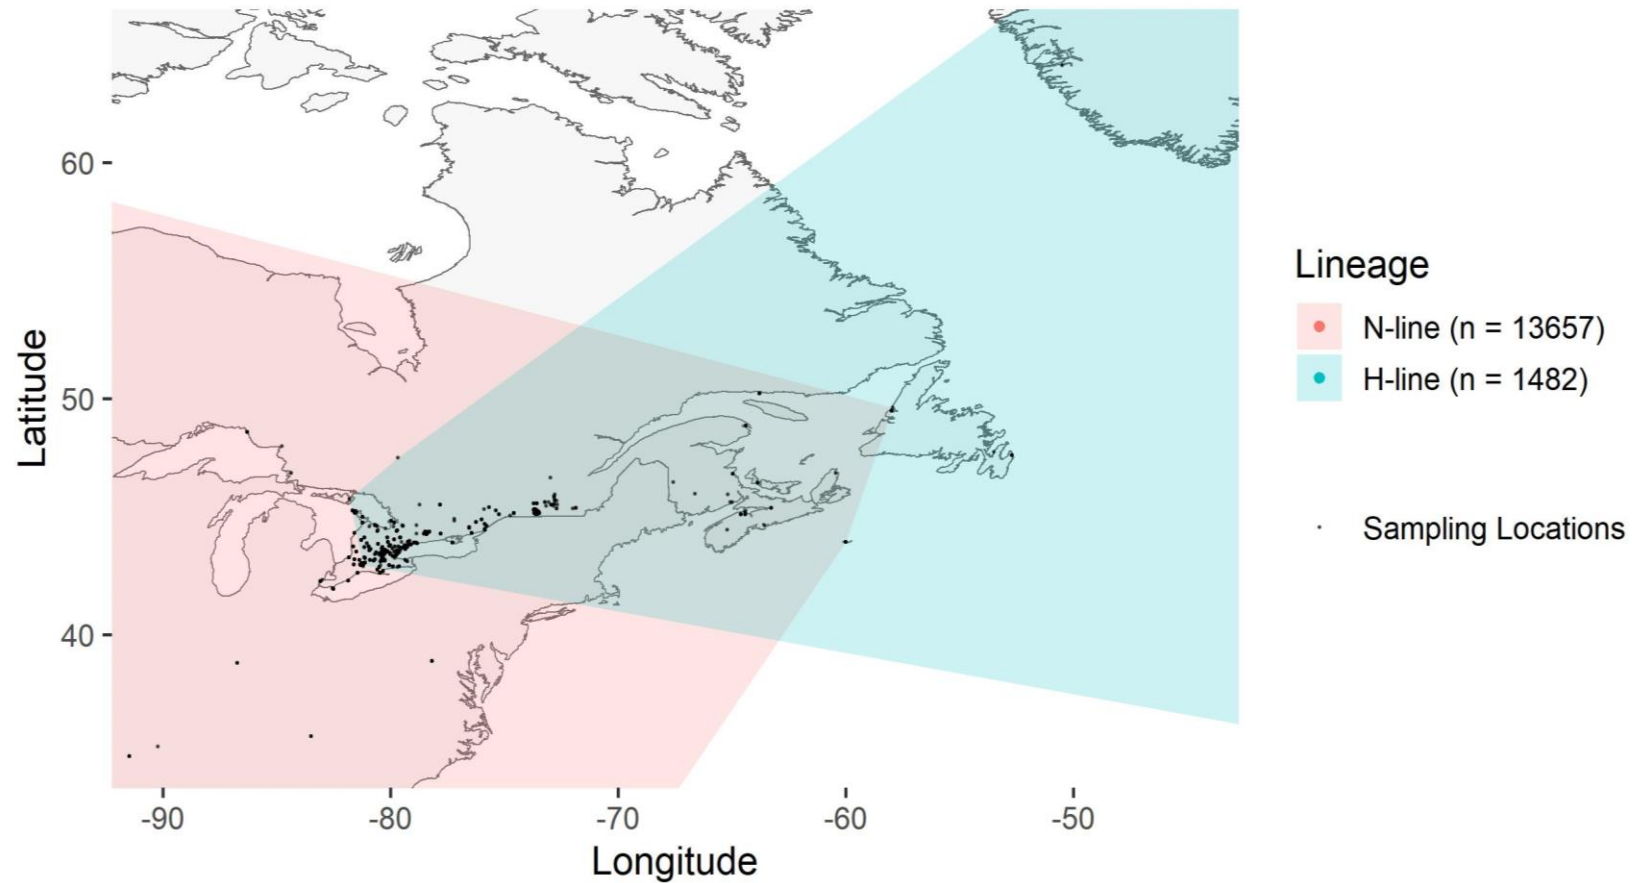 60
50
40
Latitude
-90
-80
-70
-60
-50
Longitude
Lineage
N-line (n = 13657)
H-line (n = 1482)
Sampling Locations